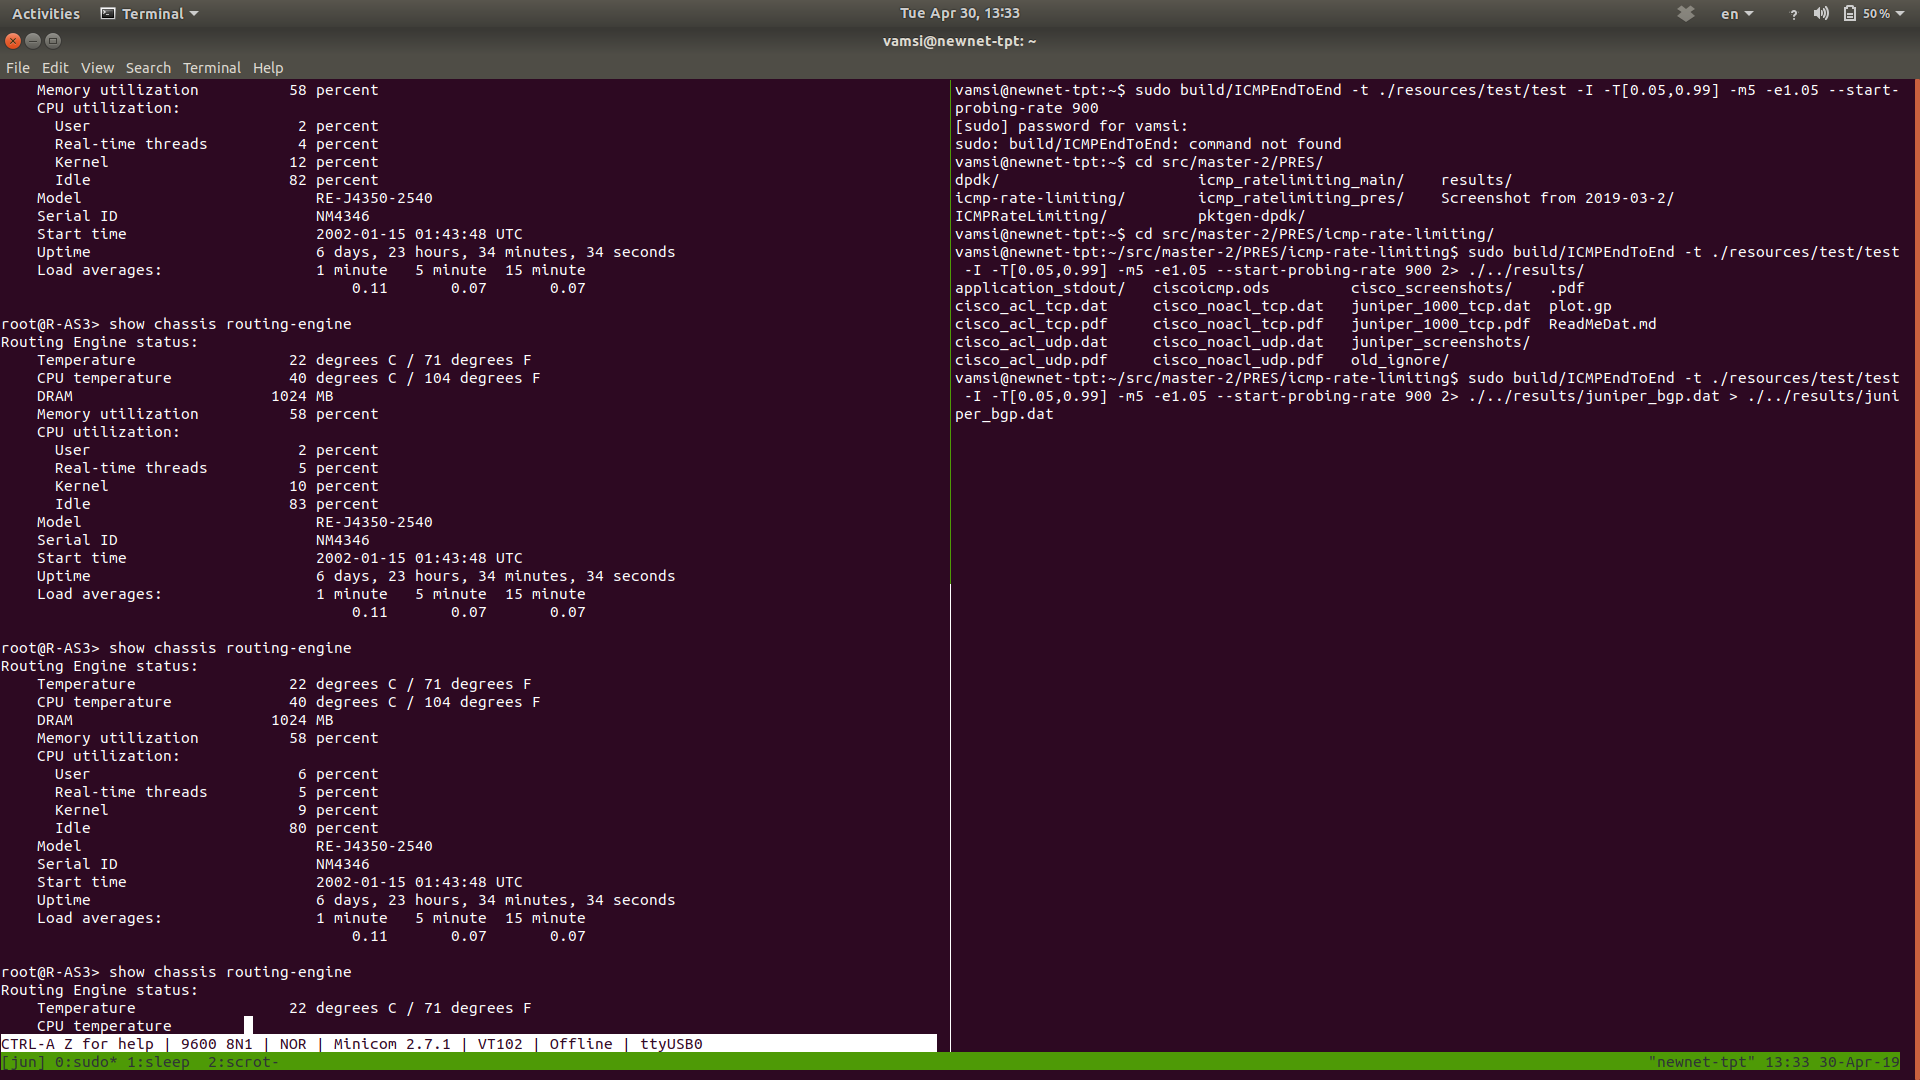 Activities Terminal Tue Apr 30, 13:33 en ? 50 %
vamsi@newnet-tpt: ~
File Edit View Search Terminal Help
Memory utilization 58 percent
CPU utilization:
User 2 percent
Real-time threads 4 percent
Kernel 12 percent
Idle 82 percent
Model RE-J4350-2540
Serial ID NM4346
Start time 2002-01-15 01:43:48 UTC
Uptime 6 days, 23 hours, 34 minutes, 34 seconds
Load averages: 1 minute 5 minute 15 minute
0.11 0.07 0.07
root@R-AS3> show chassis routing-engine
Routing Engine status:
Temperature 22 degrees C / 71 degrees F
CPU temperature 40 degrees C / 104 degrees F
DRAM 1024 MB
Memory utilization 58 percent
CPU utilization:
User 2 percent
Real-time threads 5 percent
Kernel 10 percent
Idle 83 percent
Model RE-J4350-2540
Serial ID NM4346
Start time 2002-01-15 01:43:48 UTC
Uptime 6 days, 23 hours, 34 minutes, 34 seconds
Load averages: 1 minute 5 minute 15 minute
0.11 0.07 0.07
root@R-AS3> show chassis routing-engine
Routing Engine status:
Temperature 22 degrees C / 71 degrees F
CPU temperature 40 degrees C / 104 degrees F
DRAM 1024 MB
Memory utilization 58 percent
CPU utilization:
User 6 percent
Real-time threads 5 percent
Kernel 9 percent
Idle 80 percent
Model RE-J4350-2540
Serial ID NM4346
Start time 2002-01-15 01:43:48 UTC
Uptime 6 days, 23 hours, 34 minutes, 34 seconds
Load averages: 1 minute 5 minute 15 minute
0.11 0.07 0.07
root@R-AS3> show chassis routing-engine
Routing Engine status:
Temperature 22 degrees C / 71 degrees F
CPU temperature
CTRL-A Z for help | 9600 8N1 | NOR | Minicom 2.7.1 | VT102 | Offline | ttyUSB0
vamsi@newnet-tpt:~$ sudo build/ICMPEndToEnd -t ./resources/test/test -I -T[0.05,0.99] -m5 -e1.05 --start-
probing-rate 900
[sudo] password for vamsi:
sudo: build/ICMPEndToEnd: command not found
vamsi@newnet-tpt:~$ cd src/master-2/PRES/
dpdk/ icmp_ratelimiting_main/ results/
icmp-rate-limiting/ icmp_ratelimiting_pres/ Screenshot from 2019-03-2/
ICMPRateLimiting/ pktgen-dpdk/
vamsi@newnet-tpt:~$ cd src/master-2/PRES/icmp-rate-limiting/
vamsi@newnet-tpt:~/src/master-2/PRES/icmp-rate-limiting$ sudo build/ICMPEndToEnd -t ./resources/test/test
-I -T[0.05,0.99] -m5 -e1.05 --start-probing-rate 900 2> ./../results/
application_stdout/ ciscoicmp.ods cisco_screenshots/ .pdf
cisco_acl_tcp.dat cisco_noacl_tcp.dat juniper_1000_tcp.dat plot.gp
cisco_acl_tcp.pdf cisco_noacl_tcp.pdf juniper_1000_tcp.pdf ReadMeDat.md
cisco_acl_udp.dat cisco_noacl_udp.dat juniper_screenshots/
cisco_acl_udp.pdf cisco_noacl_udp.pdf old_ignore/
vamsi@newnet-tpt:~/src/master-2/PRES/icmp-rate-limiting$ sudo build/ICMPEndToEnd -t ./resources/test/test
-I -T[0.05,0.99] -m5 -e1.05 --start-probing-rate 900 2> ./../results/juniper_bgp.dat > ./../results/juni
per_bgp.dat
[jun] 0:sudo* 1:sleep 2:scrot- "newnet-tpt" 13:33 30-Apr-19